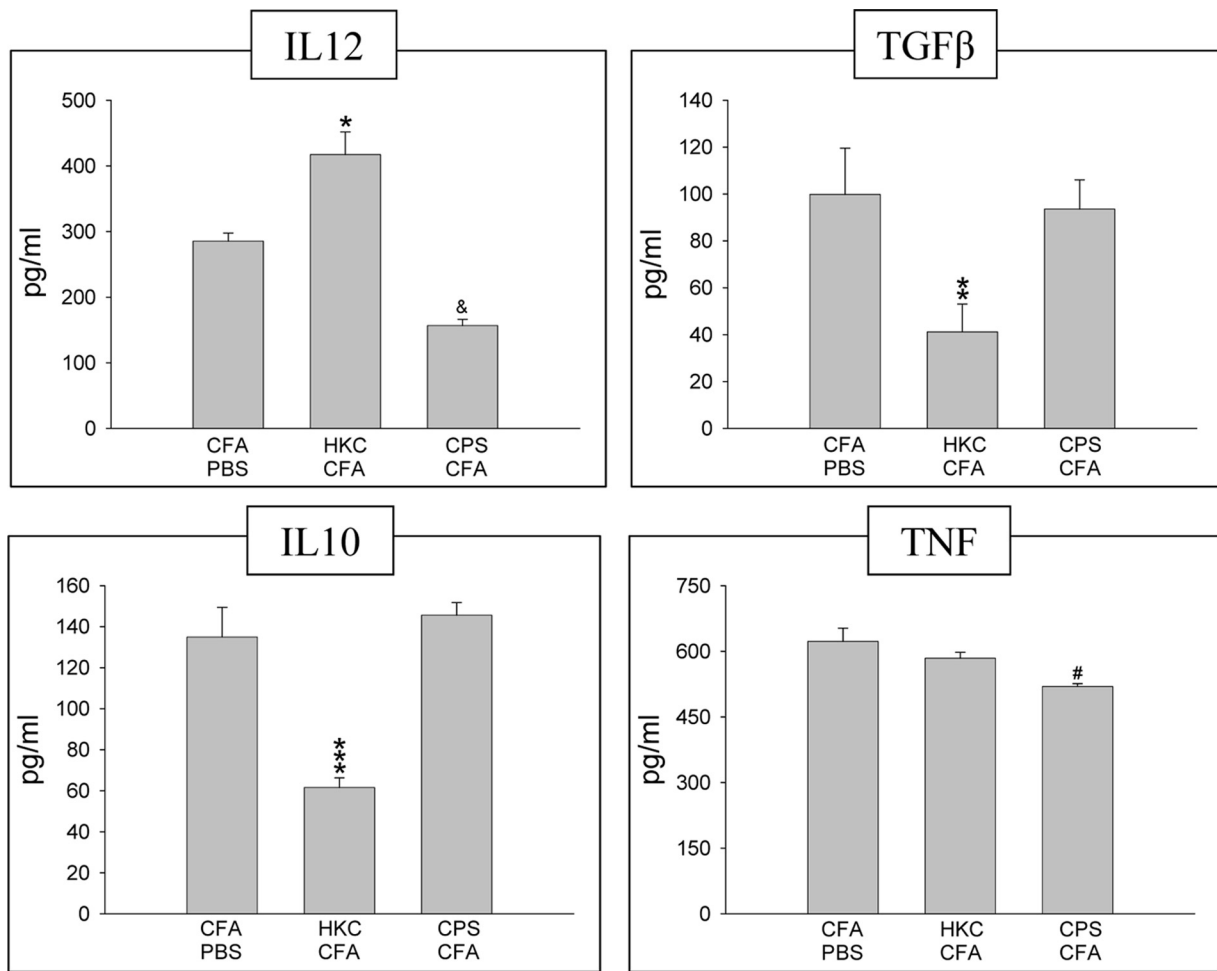 IL12
500
400
300
200
100
0
pg/ml
*
&
CFA HKC CPS
PBS CFA CFA
TGFβ
140
120
100
80
60
40
20
0
pg/ml
**
CFA HKC CPS
PBS CFA CFA
IL10
160
140
120
100
80
60
40
20
0
pg/ml
***
CFA HKC CPS
PBS CFA CFA
TNF
750
600
450
300
150
0
pg/ml
#
CFA HKC CPS
PBS CFA CFA